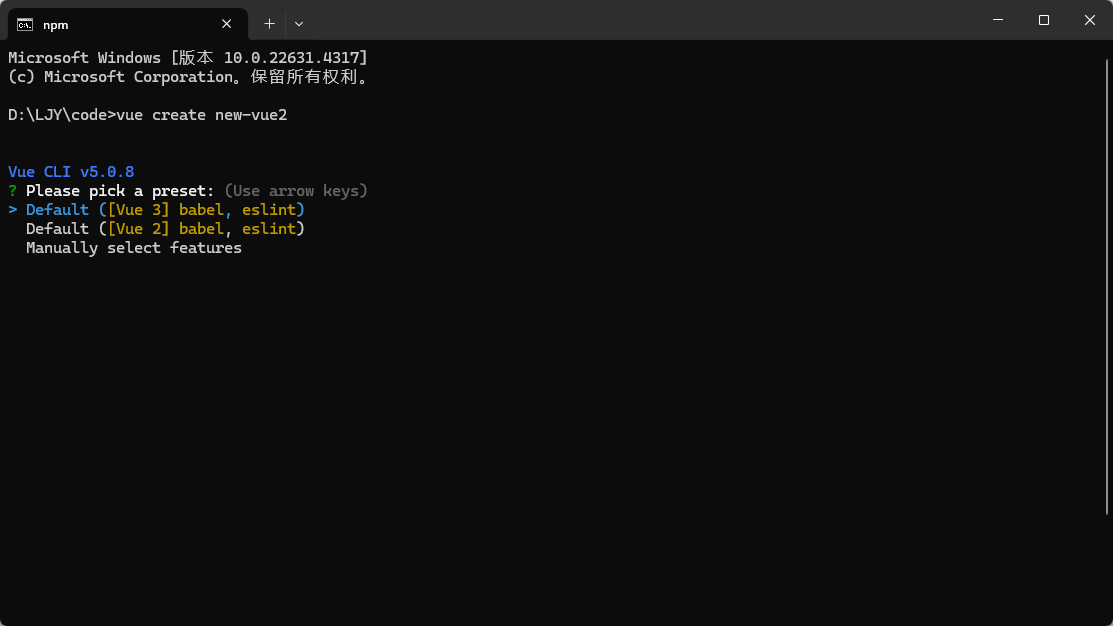 npm
Microsoft Windows [版本 10.0.22631.4317]
(c) Microsoft Corporation。保留所有权利。
D:\LJY\code>vue create new-vue2
Vue CLI v5.0.8
? Please pick a preset: (Use arrow keys)
> Default ([Vue 3] babel, eslint)
Default ([Vue 2] babel, eslint)
Manually select features